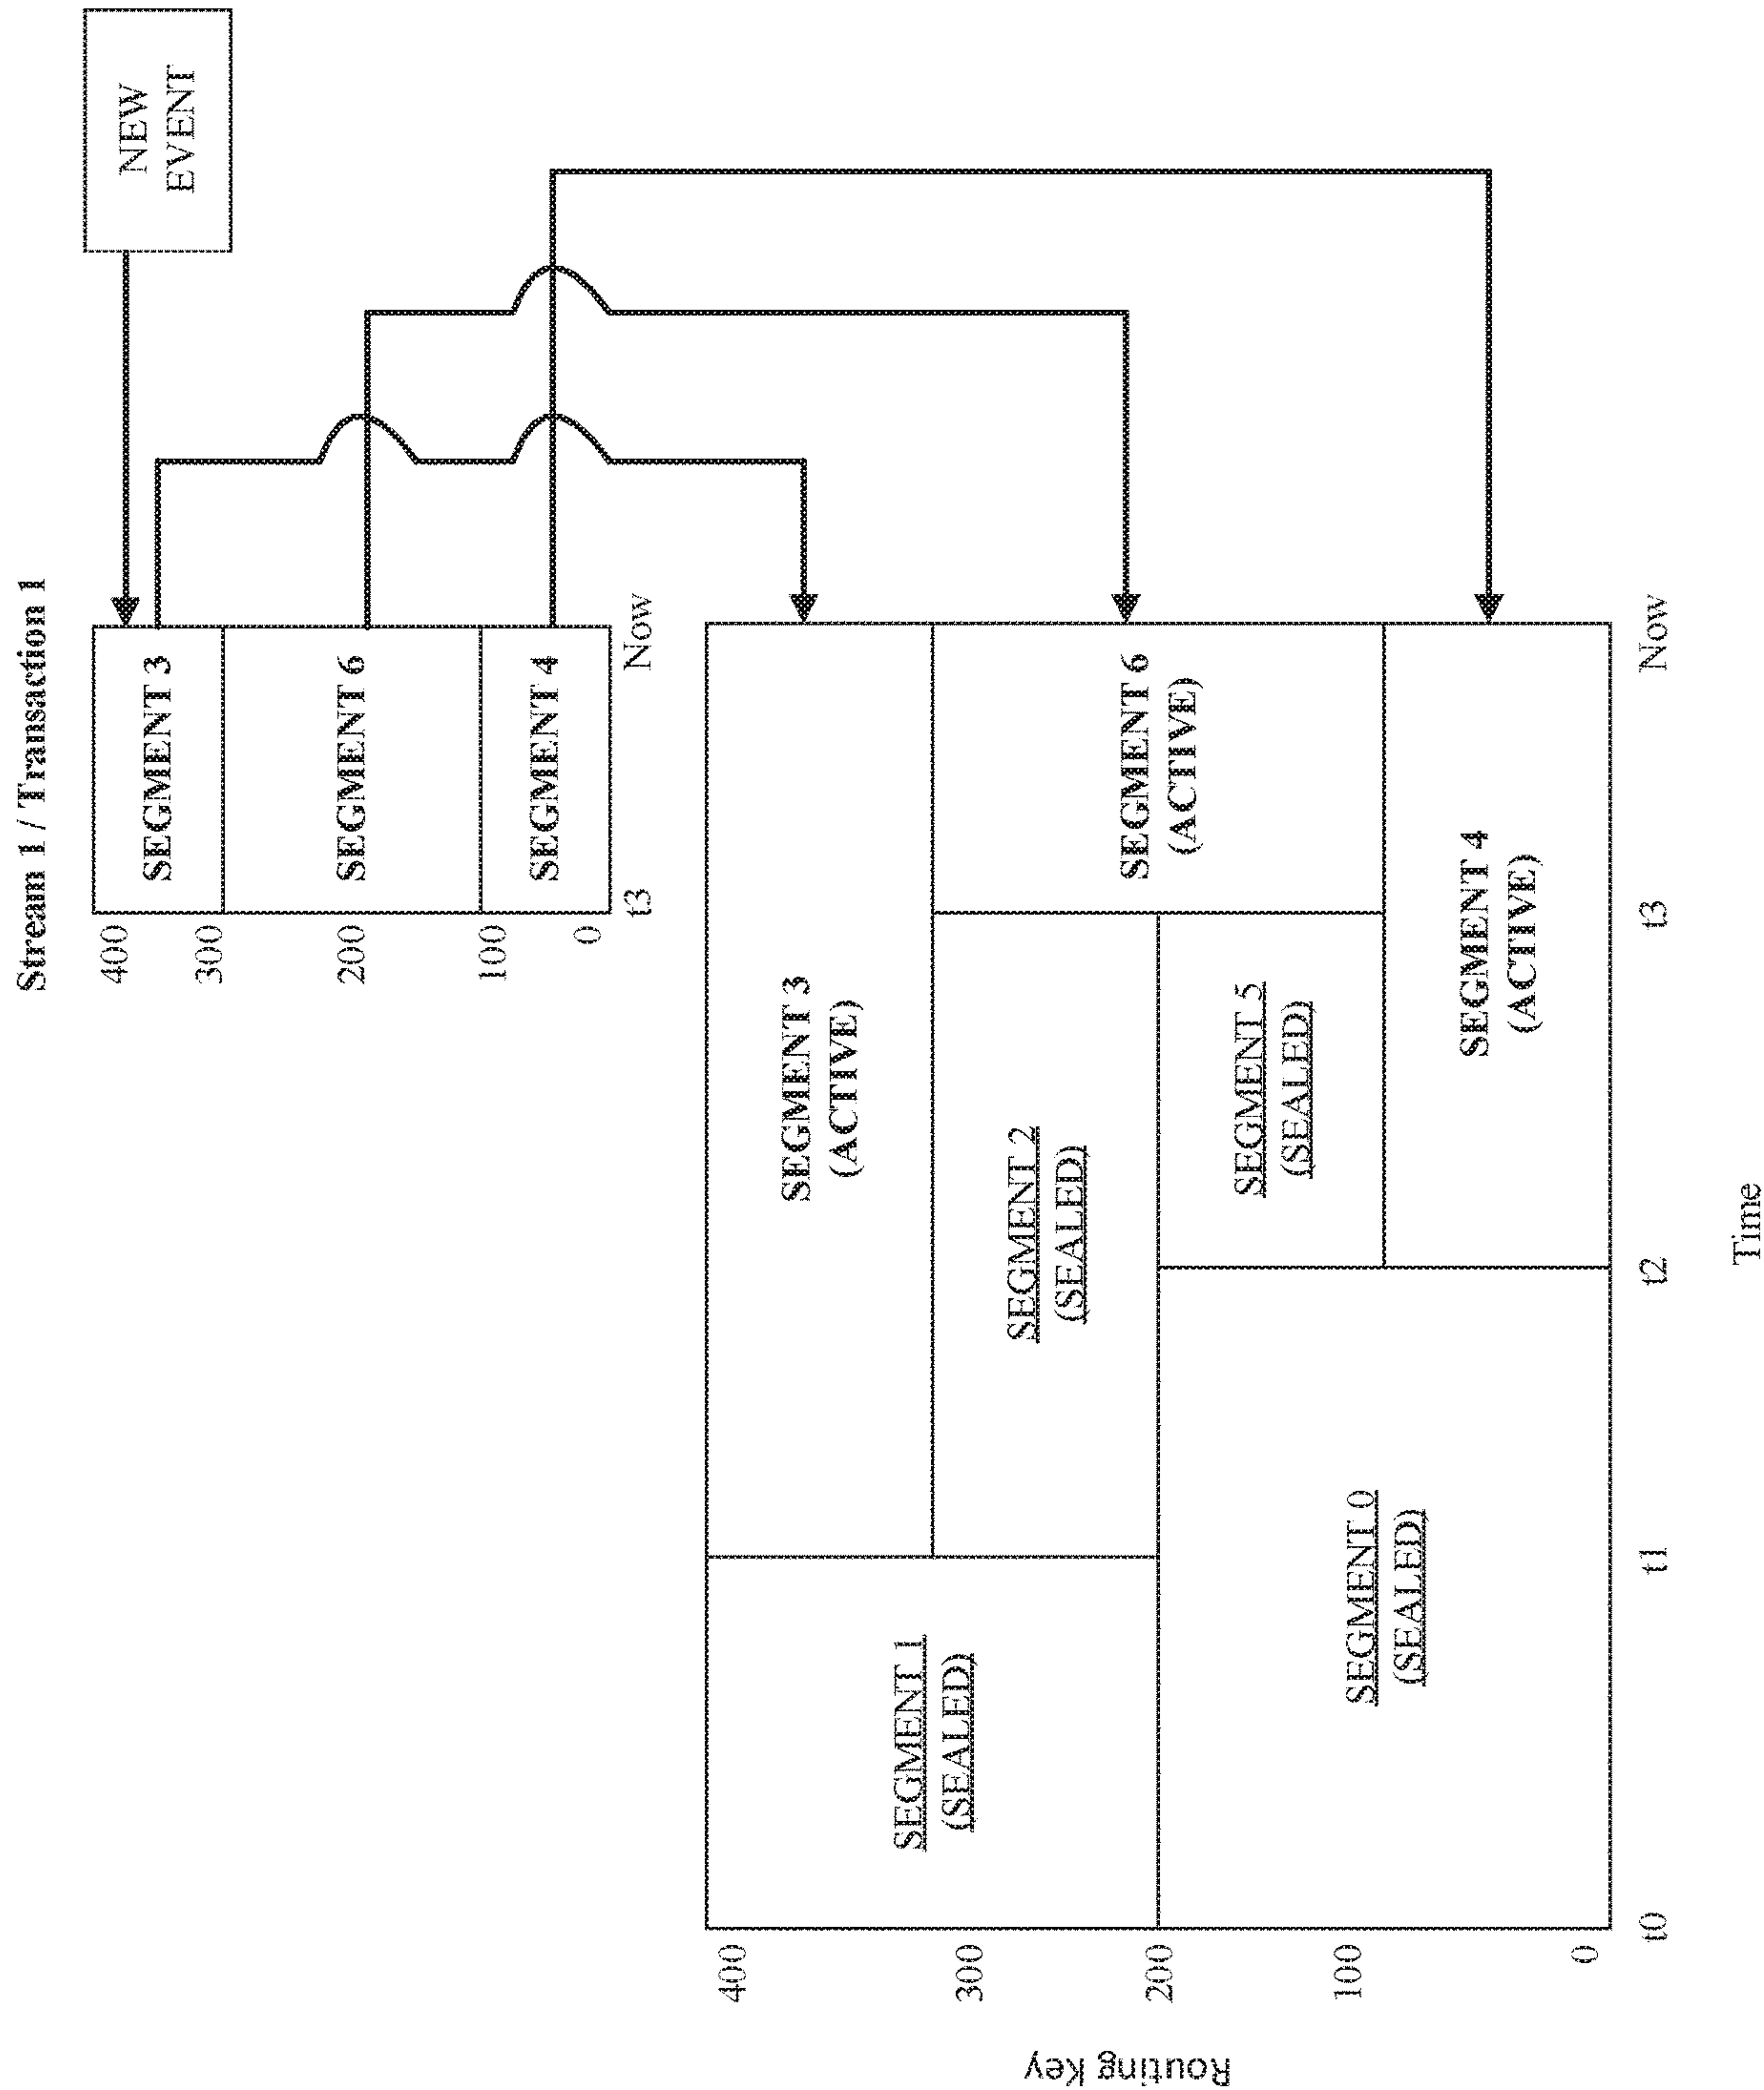 Stream 1 / Transaction 1
NEW
EVENT
400
300
200
100
0
SEGMENT 3
SEGMENT 6
SEGMENT 4
t3
Now
Routing Key
400
300
200
100
0
SEGMENT 1
(SEALED)
SEGMENT 0
(SEALED)
SEGMENT 3
(ACTIVE)
SEGMENT 2
(SEALED)
SEGMENT 5
(SEALED)
SEGMENT 6
(ACTIVE)
SEGMENT 4
(ACTIVE)
t0
t1
t2
t3
Now
Time